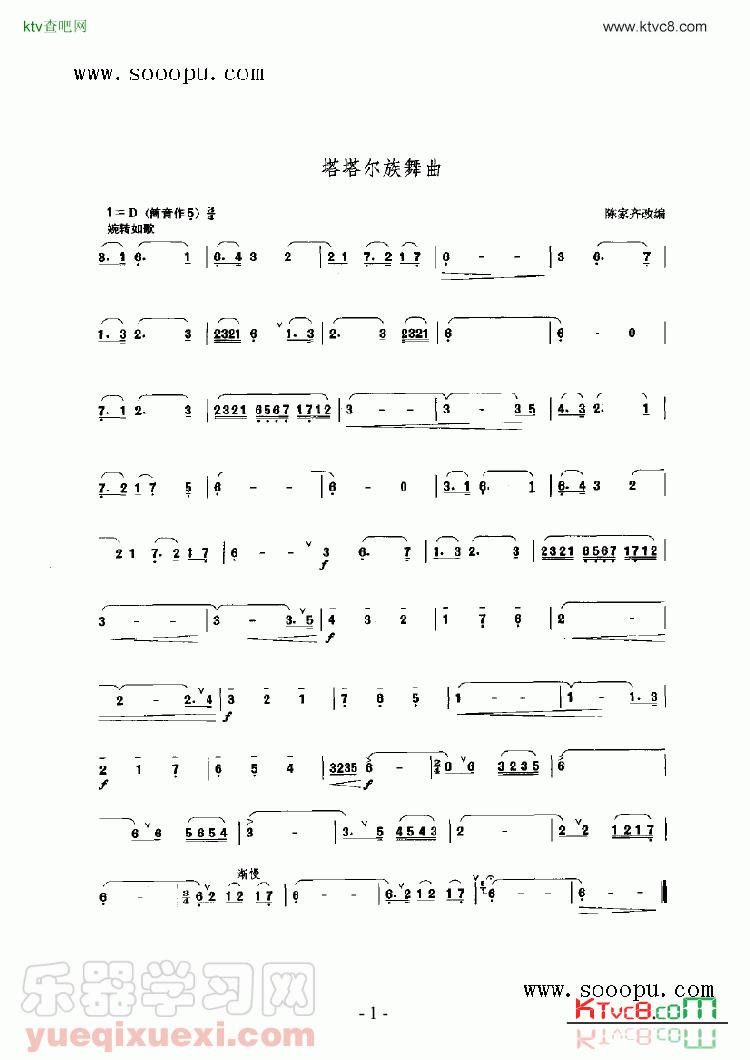 ktv查吧网 www.ktvc8.com
www.sooopu.com
塔塔尔族舞曲
1=D (筒音作5) 3/4 陈家齐改编
婉转如歌
3. 1 6. 1 | 6. 4 3 2 | 2 1 7. 2 1 7 | 6 - - | 3 6. 7
1. 3 2. 3 | 2321 6 ∨ 1. 3 | 2. 3 2321 | 6 | 6 - 0
7. 1 2. 3 | 2321 6567 1712 | 3 - - | 3 - 3 5 | 4. 3 2. 1
7. 2 1 7 5 | 6 - - | 6 - 0 | 3. 1 6. 1 | 6. 4 3 2
2 1 7. 2 1 7 | 6 - - ∨ 3 f 6. 7 | 1. 3 2. 3 | 2321 6567 1712
3 - - | 3 - 3. ∨ 5 | 4 f 3 2 | 1 7 6 | 2 -
2 - 2. ∨ 4 | 3 f 2 1 | 7 6 5 | 1 - - | 1 - 1. 3
2 f 1 7 | 6 5 4 | 3235 6 - | 2/4 0 ∨ 6 3235 | 6
6 ∨ 6 5654 | 3 - | 3. ∨ 5 4543 | 2 - | 2 ∨ 2 1217
渐慢
6 - | 3/4 6 ∨ 2 1 2 1 7 | 6 - - | 6. ∨ 2 1 2 1 7 | 6 - - | 6 - -
乐器学习网
yueqixuexi.com
- 1 -
www.sooopu.com
KTVC8.COM